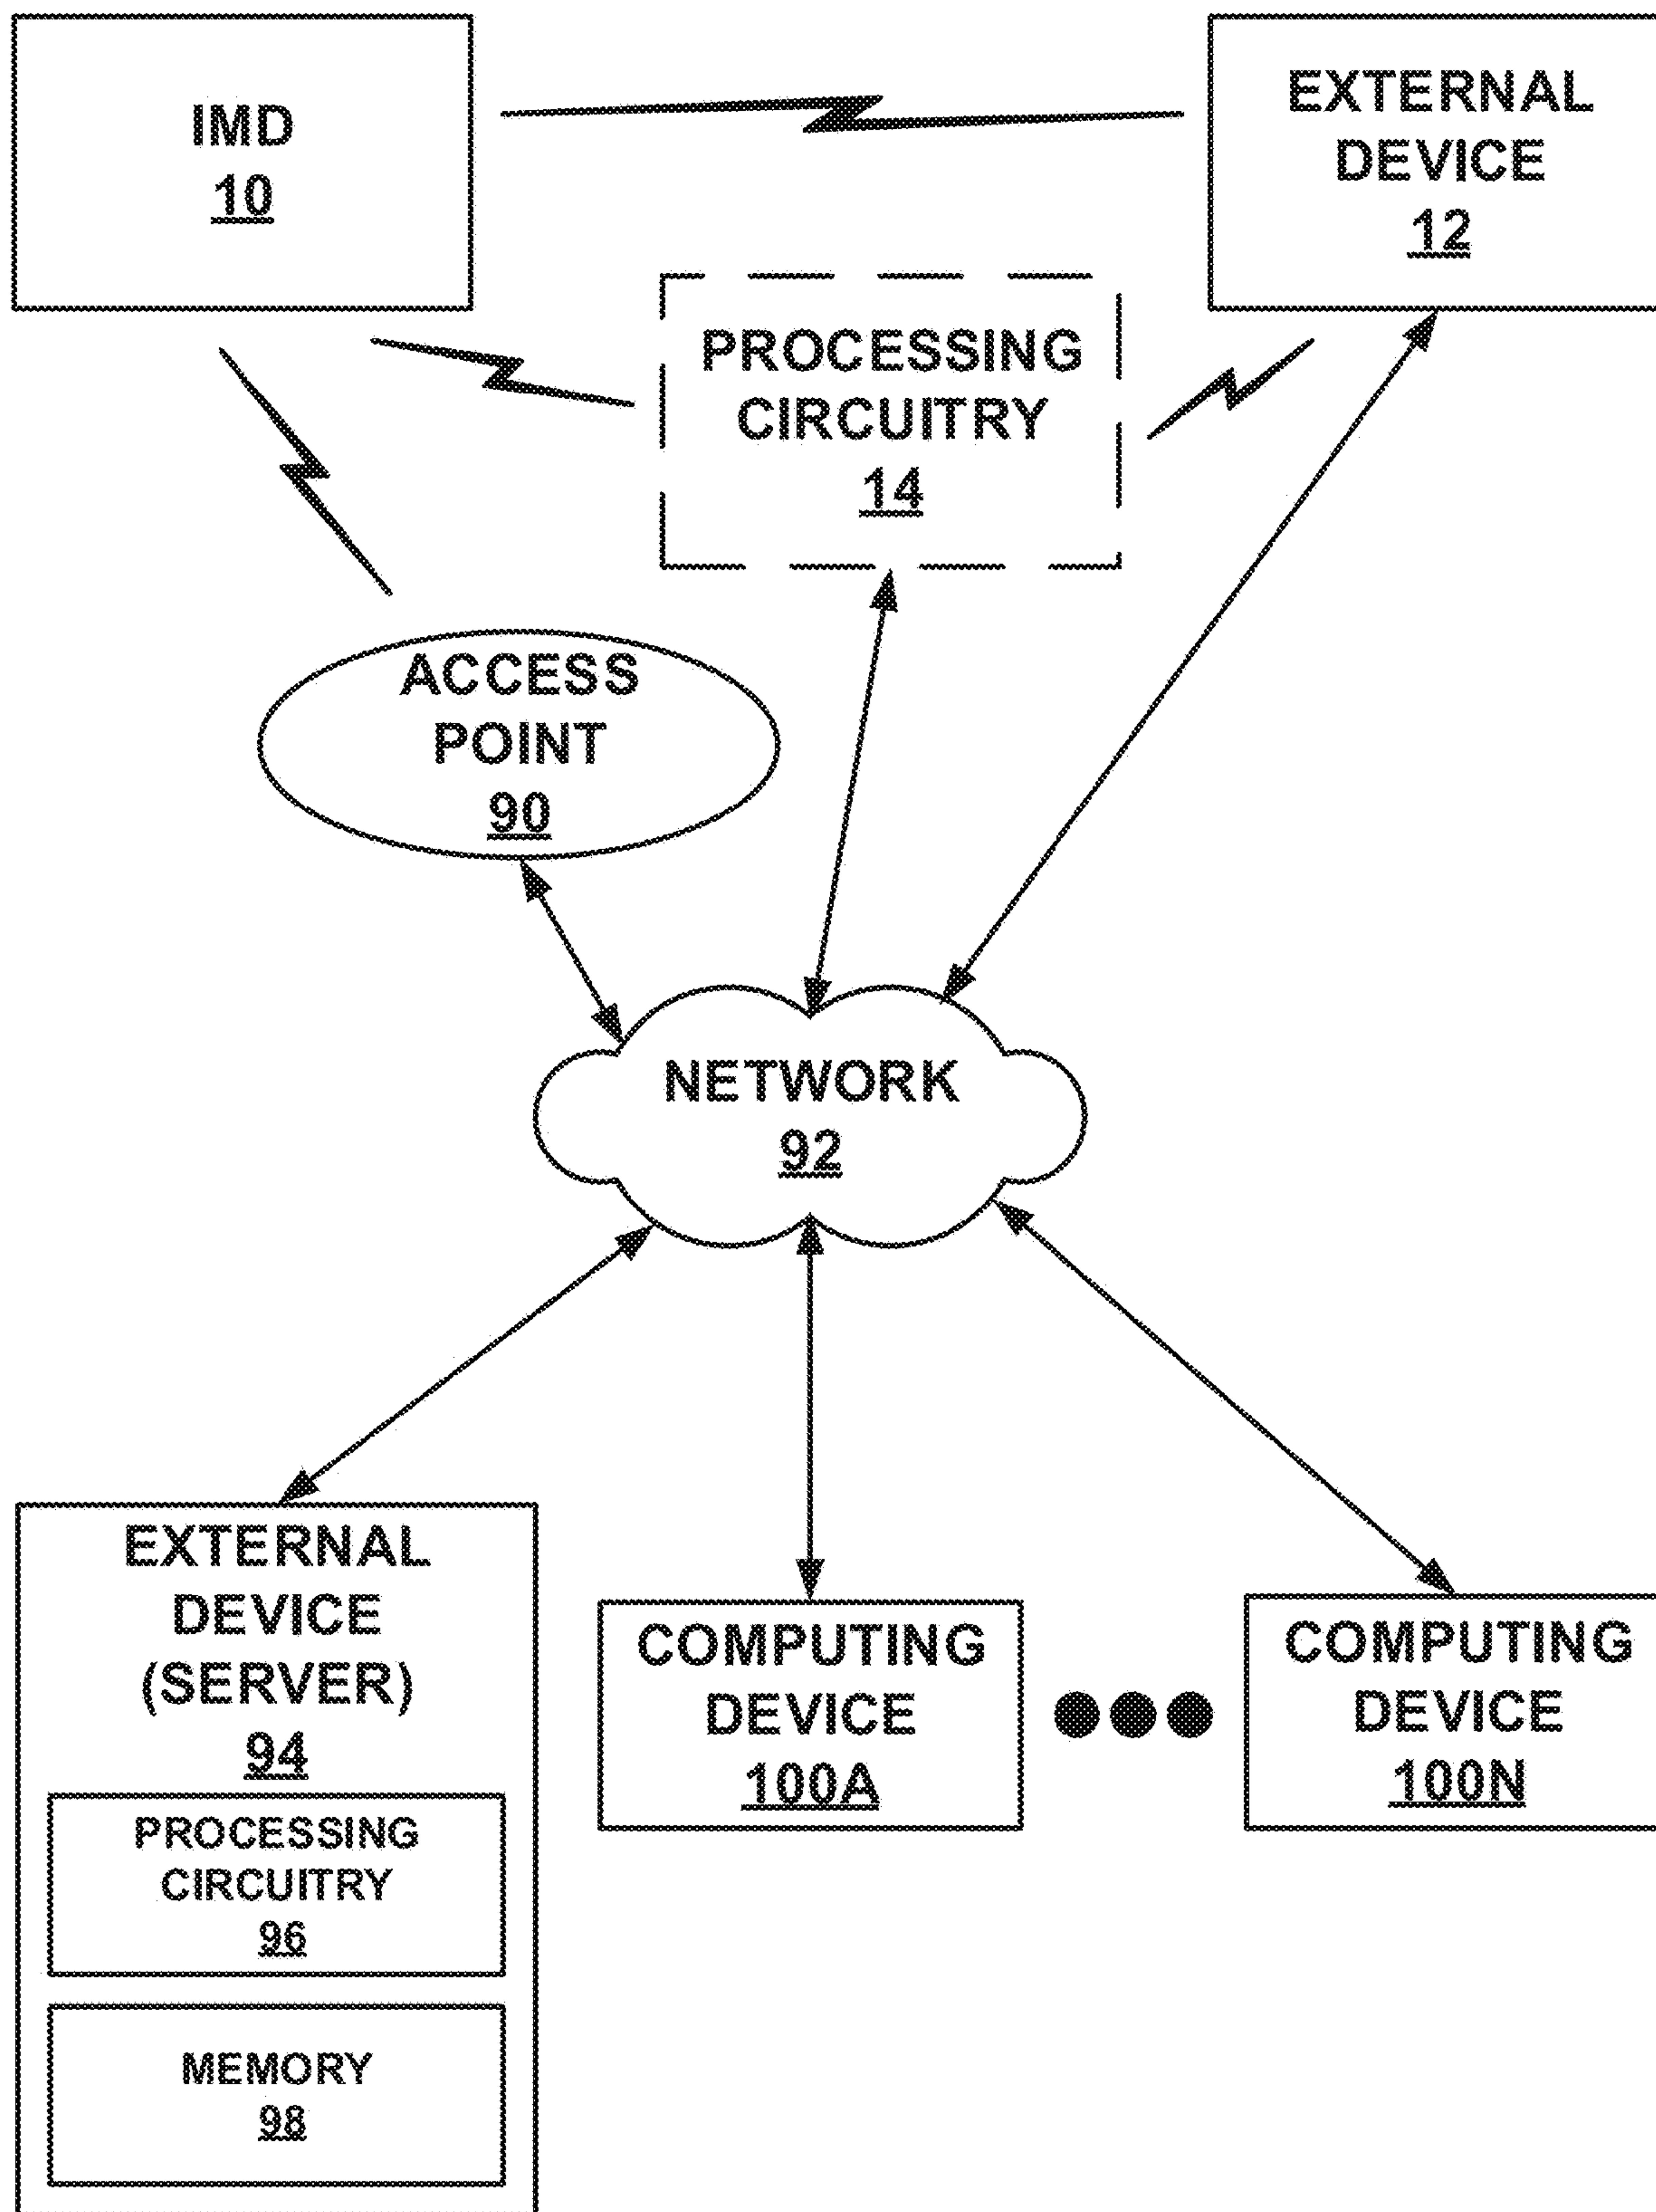 IMD
10
EXTERNAL
DEVICE
12
PROCESSING
CIRCUITRY
14
ACCESS
POINT
90
NETWORK
92
EXTERNAL
DEVICE
(SERVER)
94
PROCESSING
CIRCUITRY
96
MEMORY
98
COMPUTING
DEVICE
100A
COMPUTING
DEVICE
100N